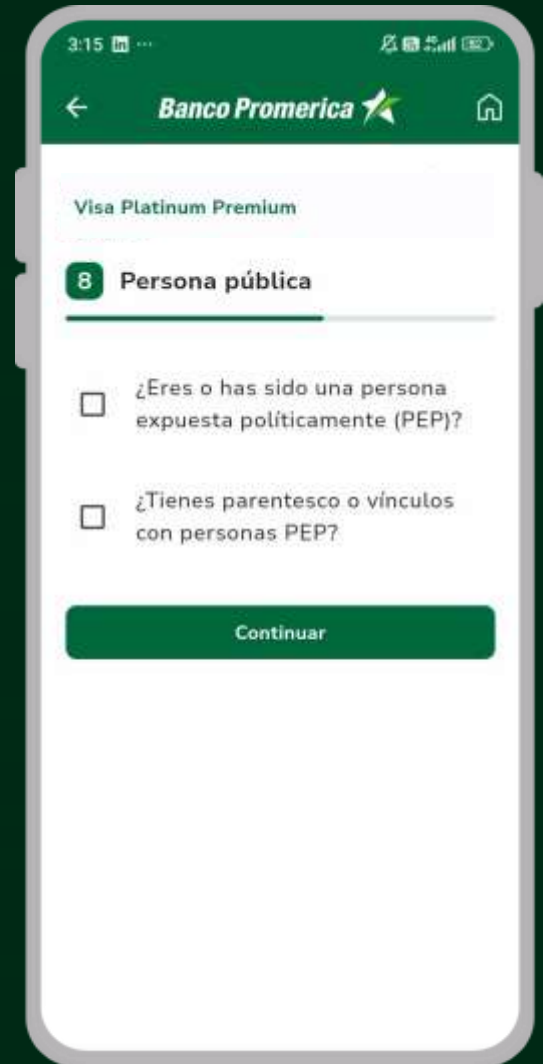 3:15
Banco Promerica
Visa Platinum Premium
8 Persona pública
¿Eres o has sido una persona
expuesta políticamente (PEP)?
¿Tienes parentesco o vínculos
con personas PEP?
Continuar